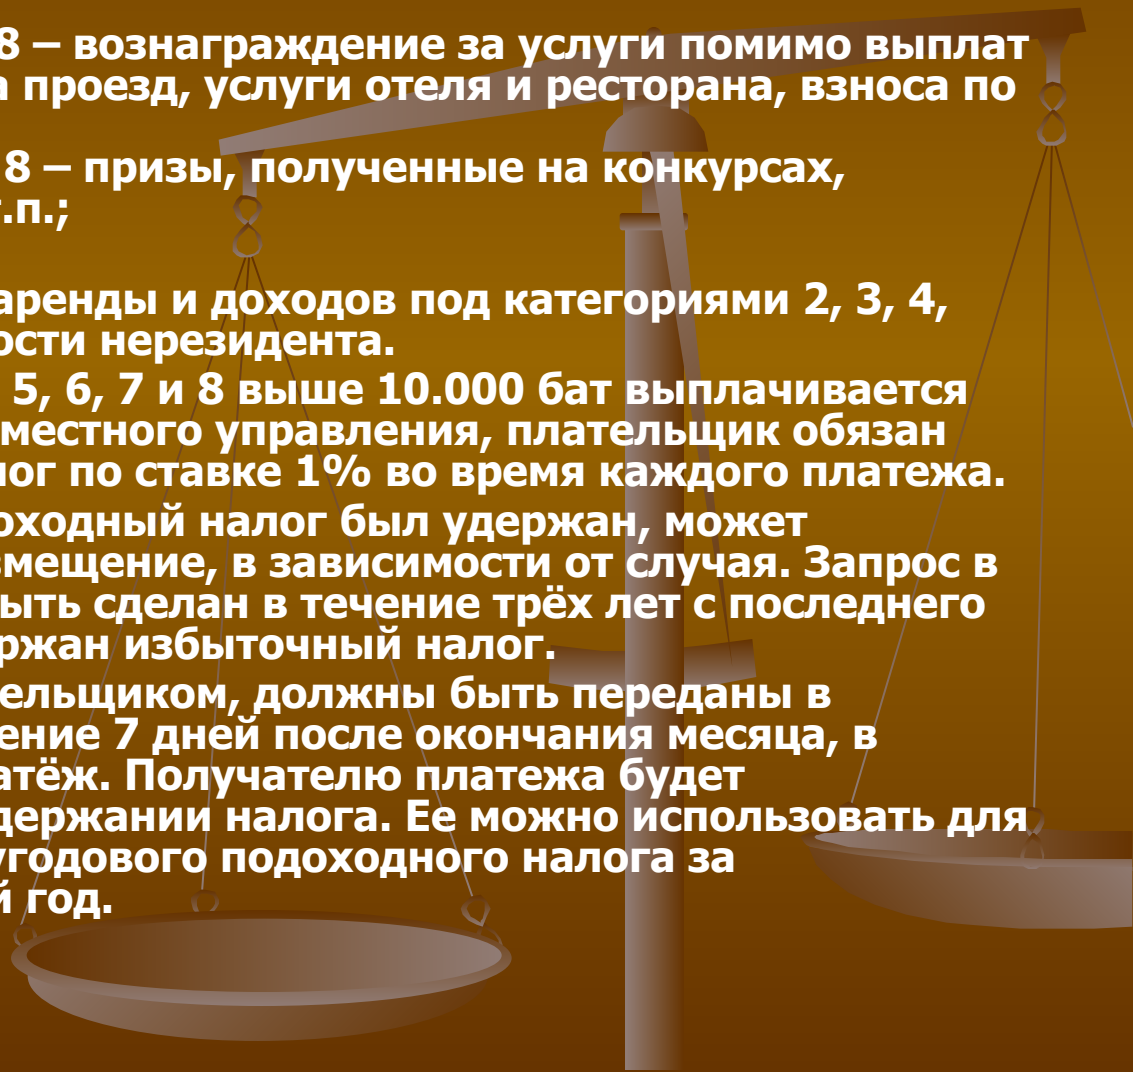 8 – вознаграждение за услуги помимо выплат
проезд, услуги отеля и ресторана, взноса по
8 – призы, полученные на конкурсах,
т.п.;
аренды и доходов под категориями 2, 3, 4,
ости нерезидента.
5, 6, 7 и 8 выше 10.000 бат выплачивается
местного управления, плательщик обязан
лог по ставке 1% во время каждого платежа.
оходный налог был удержан, может
змещение, в зависимости от случая. Запрос в
быть сделан в течение трёх лет с последнего
ржан избыточный налог.
ельщиком, должны быть переданы в
ение 7 дней после окончания месяца, в
атёж. Получателю платежа будет
держании налога. Ее можно использовать для
угодового подоходного налога за
й год.